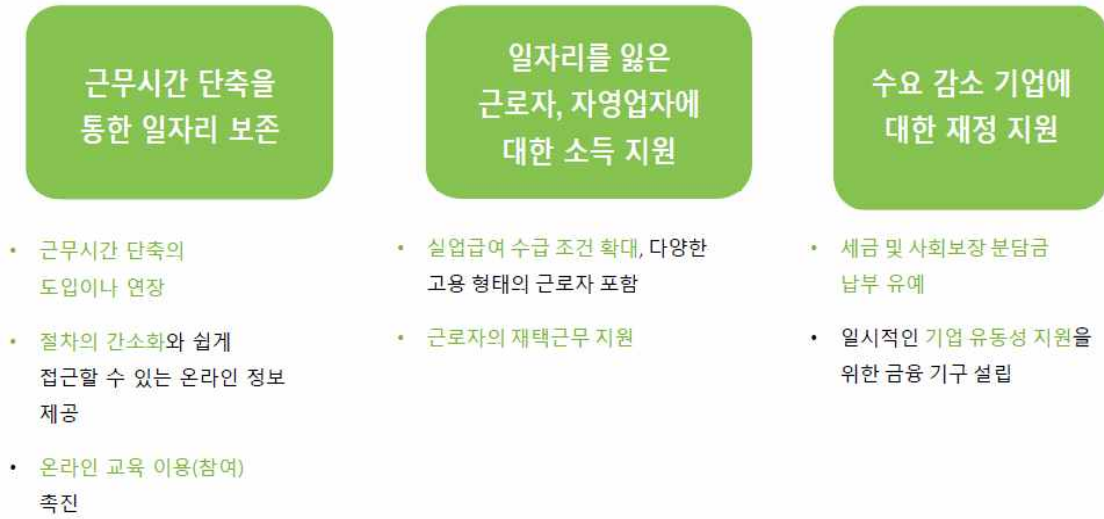 근무시간 단축을
통한 일자리 보존
• 근무시간 단축의
도입이나 연장
• 절차의 간소화와 쉽게
접근할 수 있는 온라인 정보
제공
• 온라인 교육 이용(참여)
촉진
일자리를 잃은
근로자, 자영업자에
대한 소득 지원
• 실업급여 수급 조건 확대, 다양한
고용 형태의 근로자 포함
• 근로자의 재택근무 지원
수요 감소 기업에
대한 재정 지원
• 세금 및 사회보장 분담금
납부 유예
• 일시적인 기업 유동성 지원을
위한 금융 기구 설립